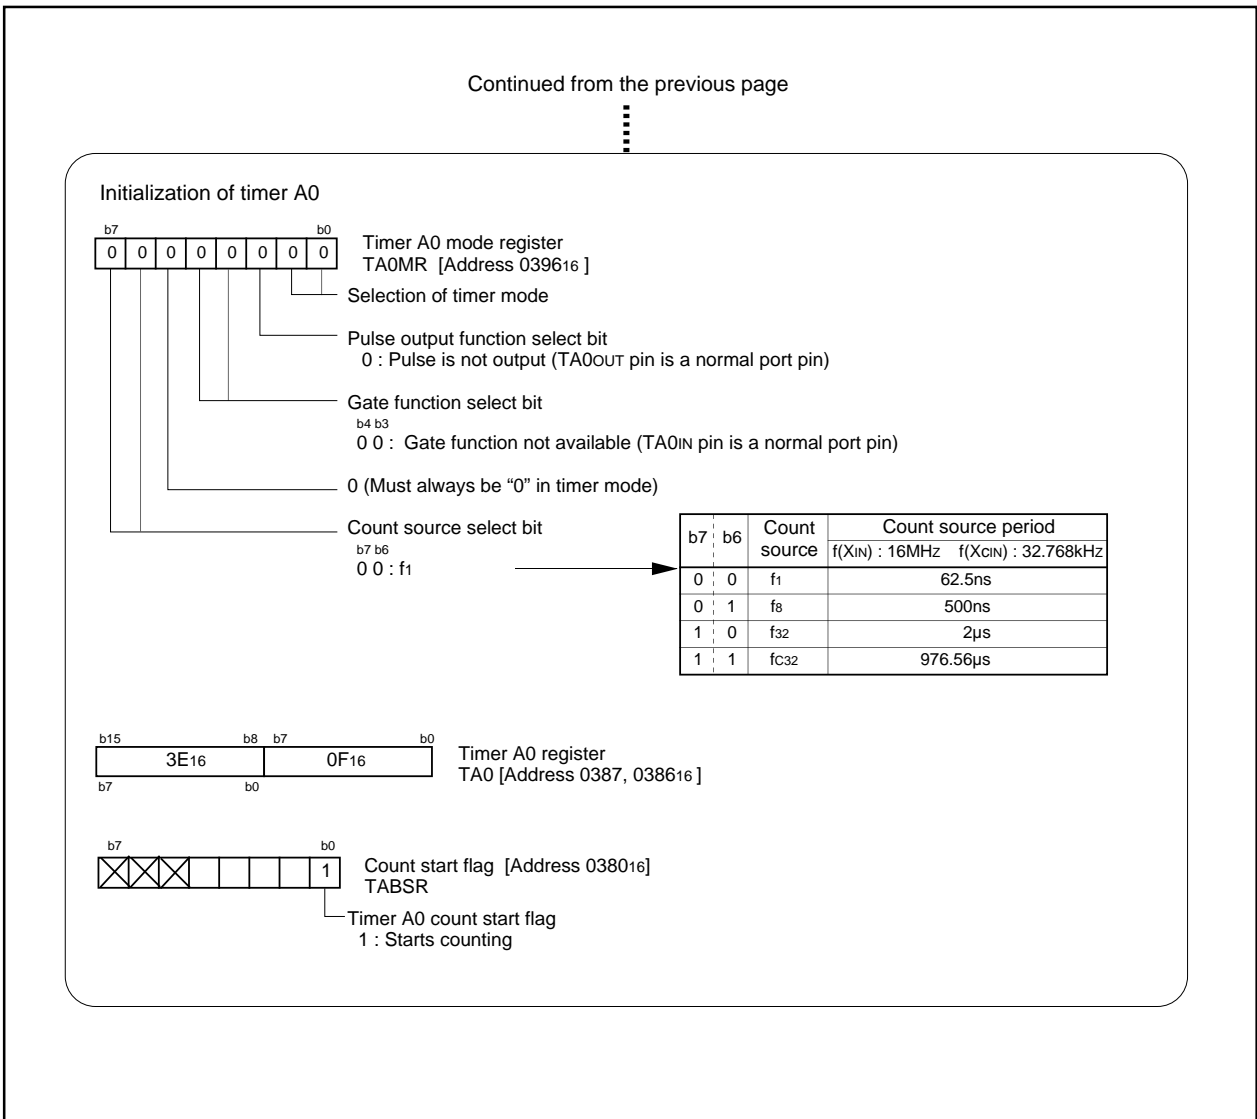 Continued from the previous page
Initialization of timer A0
b7 b0
0 0 0 0 0 0 0 0
Timer A0 mode register
TA0MR [Address 039616 ]
Selection of timer mode
Pulse output function select bit
0 : Pulse is not output (TA0OUT pin is a normal port pin)
Gate function select bit
b4 b3
0 0 : Gate function not available (TA0IN pin is a normal port pin)
0 (Must always be “0” in timer mode)
Count source select bit
b7 b6
0 0 : f1
b7 b6 Count source Count source period
f(XIN) : 16MHZ f(XCIN) : 32.768kHZ
0 0 f1 62.5ns
0 1 f8 500ns
1 0 f32 2µs
1 1 fC32 976.56µs
b15 b8 b7 b0
3E16 0F16
b7 b0
Timer A0 register
TA0 [Address 0387, 038616 ]
b7 b0
1
Count start flag [Address 038016]
TABSR
Timer A0 count start flag
1 : Starts counting